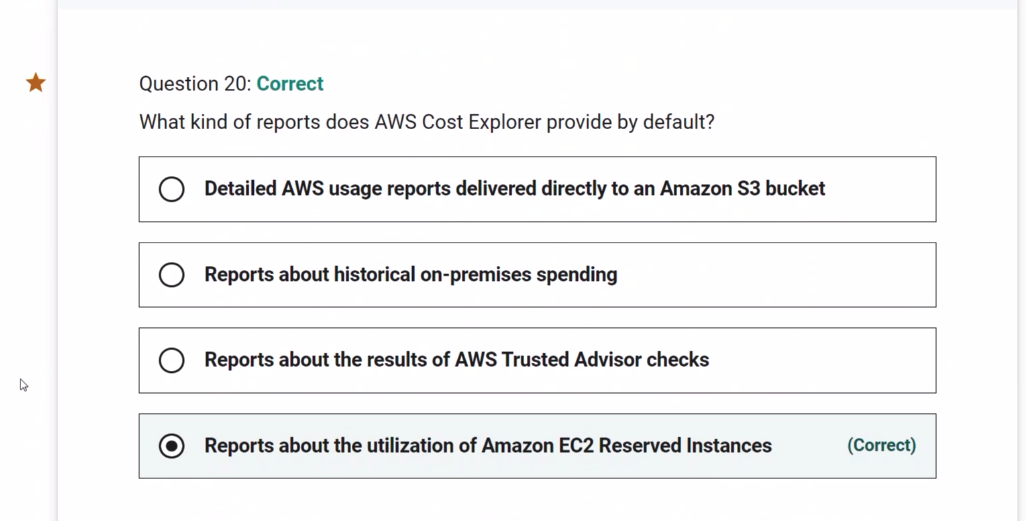 Question 20: Correct
What kind of reports does AWS Cost Explorer provide by default?
Detailed AWS usage reports delivered directly to an Amazon S3 bucket
Reports about historical on-premises spending
Reports about the results of AWS Trusted Advisor checks
Reports about the utilization of Amazon EC2 Reserved Instances (Correct)